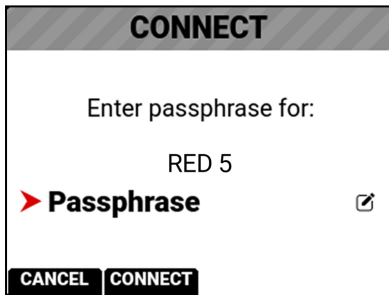 CONNECT
Enter passphrase for:
RED 5
Passphrase
CANCEL CONNECT